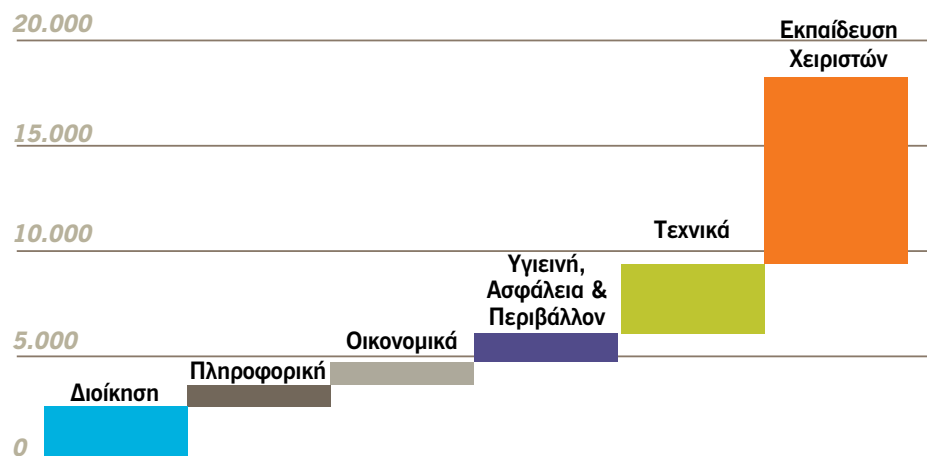 20.000
Εκπαίδευση
Χειριστών
15.000
10.000
Τεχνικά
Υγιεινή,
Ασφάλεια &
Περιβάλλον
5.000
Οικονομικά
Πληροφορική
Διοίκηση
0